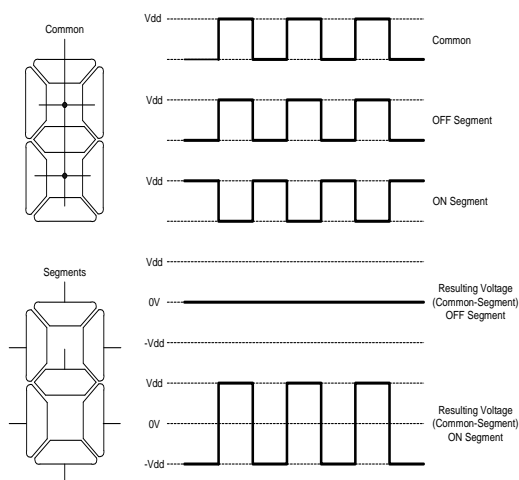 Common
Vdd
Common
Vdd
OFF Segment
Vdd
ON Segment
Segments
Vdd
0V
-Vdd
Resulting Voltage
(Common-Segment)
OFF Segment
Vdd
0V
-Vdd
Resulting Voltage
(Common-Segment)
ON Segment